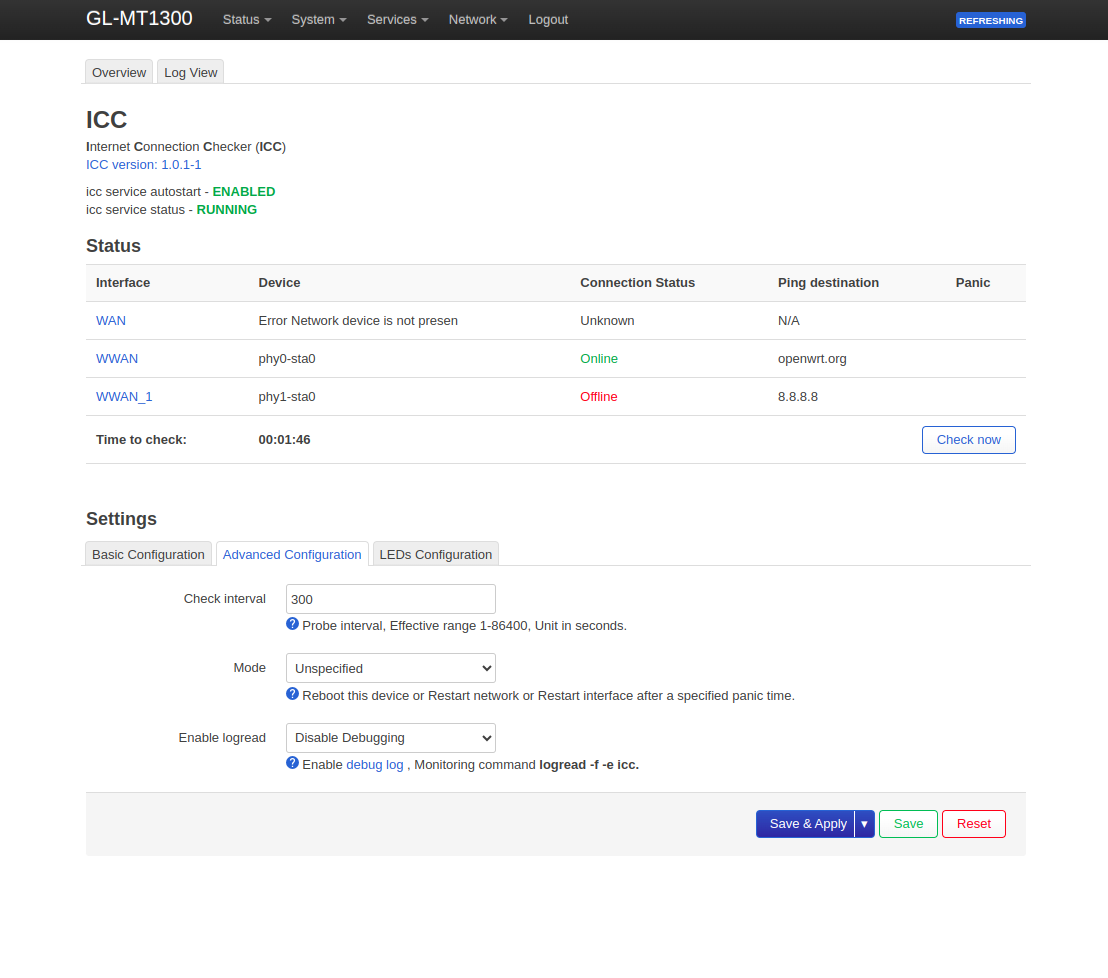 GL-MT1300 Status System Services Network Logout REFRESHING
Overview Log View
ICC
Internet Connection Checker (ICC)
ICC version: 1.0.1-1
icc service autostart - ENABLED
icc service status - RUNNING
Status
Interface Device Connection Status Ping destination Panic
WAN Error Network device is not presen Unknown N/A
WWAN phy0-sta0 Online openwrt.org
WWAN_1 phy1-sta0 Offline 8.8.8.8
Time to check: 00:01:46 Check now
Settings
Basic Configuration Advanced Configuration LEDs Configuration
Check interval 300
Probe interval, Effective range 1-86400, Unit in seconds.
Mode Unspecified
Reboot this device or Restart network or Restart interface after a specified panic time.
Enable logread Disable Debugging
Enable debug log , Monitoring command logread -f -e icc.
Save & Apply Save Reset